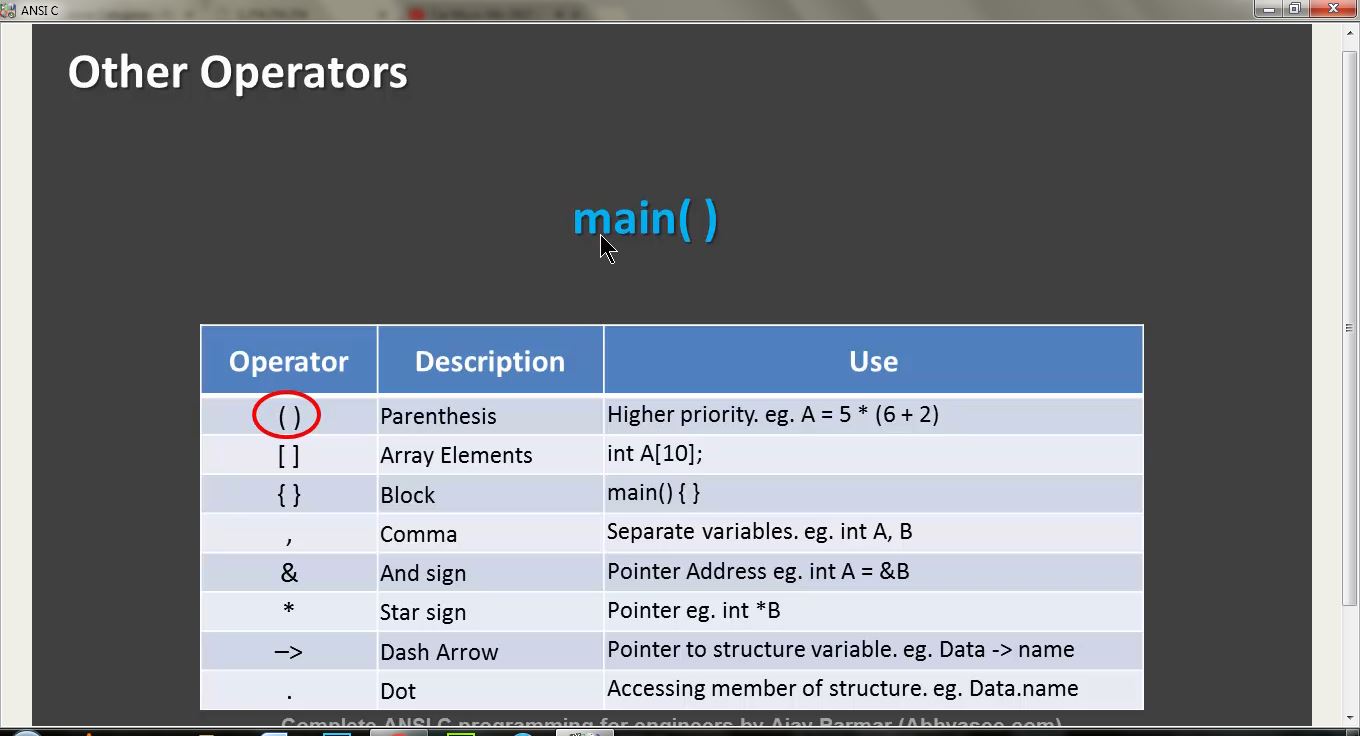 ANSI C
Other Operators
main( )
Operator Description Use
( ) Parenthesis Higher priority. eg. A = 5 * (6 + 2)
[ ] Array Elements int A[10];
{ } Block main() { }
, Comma Separate variables. eg. int A, B
& And sign Pointer Address eg. int A = &B
* Star sign Pointer eg. int *B
–> Dash Arrow Pointer to structure variable. eg. Data -> name
. Dot Accessing member of structure. eg. Data.name
Complete ANSI C programming for engineers by Ajay Parmar (Abhyasee.com)